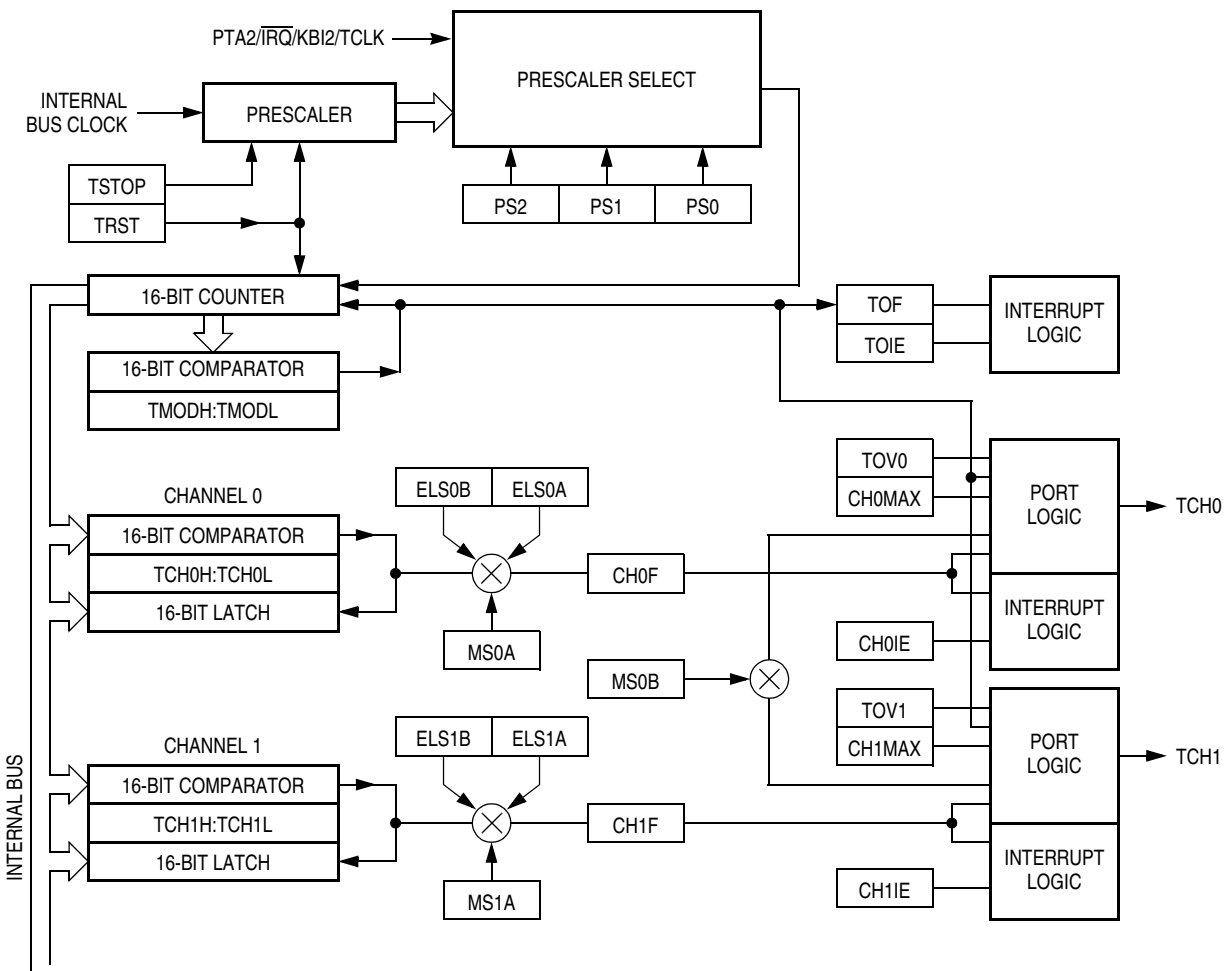 PTA2/IRQ/KBI2/TCLK
PRESCALER SELECT
INTERNAL
BUS CLOCK
PRESCALER
TSTOP
TRST
PS2
PS1
PS0
16-BIT COUNTER
16-BIT COMPARATOR
TMODH:TMODL
TOF
TOIE
INTERRUPT
LOGIC
CHANNEL 0
16-BIT COMPARATOR
TCH0H:TCH0L
16-BIT LATCH
ELS0B
ELS0A
MS0A
CH0F
TOV0
CH0MAX
PORT
LOGIC
TCH0
INTERRUPT
LOGIC
CH0IE
MS0B
CHANNEL 1
16-BIT COMPARATOR
TCH1H:TCH1L
16-BIT LATCH
ELS1B
ELS1A
MS1A
CH1F
TOV1
CH1MAX
PORT
LOGIC
TCH1
INTERRUPT
LOGIC
CH1IE
INTERNAL BUS